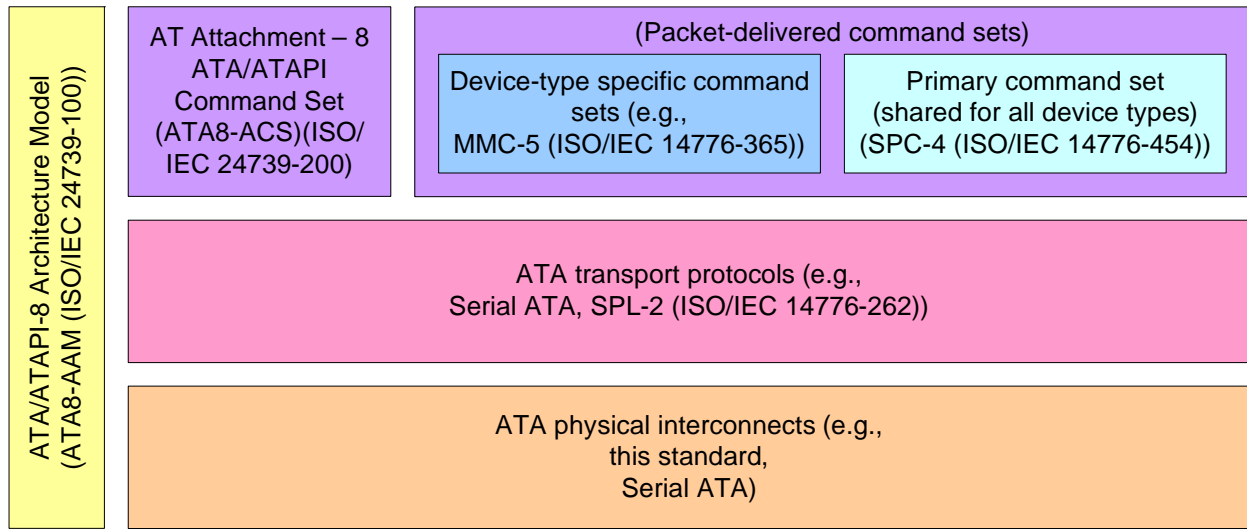 ATA/ATAPI-8 Architecture Model
(ATA8-AAM (ISO/IEC 24739-100))
AT Attachment – 8
ATA/ATAPI
Command Set
(ATA8-ACS)(ISO/
IEC 24739-200)
(Packet-delivered command sets)
Device-type specific command
sets (e.g.,
MMC-5 (ISO/IEC 14776-365))
Primary command set
(shared for all device types)
(SPC-4 (ISO/IEC 14776-454))
ATA transport protocols (e.g.,
Serial ATA, SPL-2 (ISO/IEC 14776-262))
ATA physical interconnects (e.g.,
this standard,
Serial ATA)